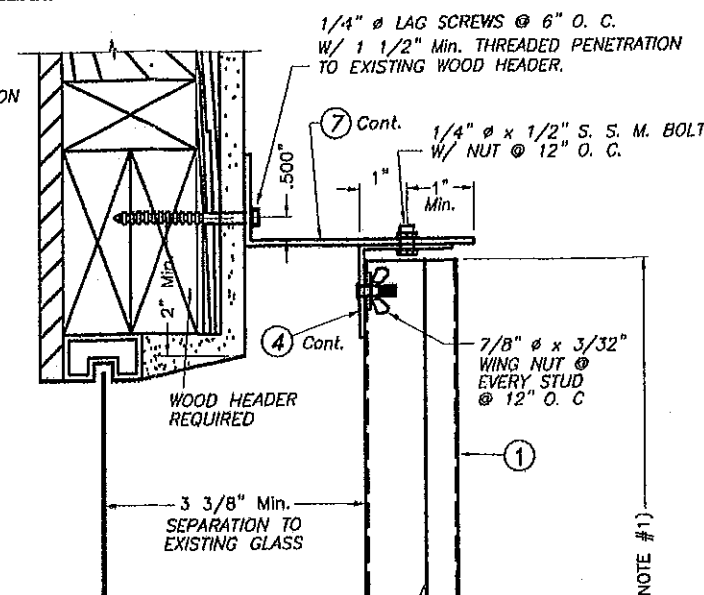 1/4" ø LAG SCREWS @ 6" O. C.
W/ 1 1/2" Min. THREADED PENETRATION
TO EXISTING WOOD HEADER.
ON
7 Cont.
1/4" ø x 1/2" S. S. M. BOLT
W/ NUT @ 12" O. C.
.500"
1"
1"
Min.
2" Min.
4 Cont.
7/8" ø x 3/32"
WING NUT @
EVERY STUD
@ 12" O. C
WOOD HEADER
REQUIRED
1
3 3/8" Min.
SEPARATION TO
EXISTING GLASS
NOTE #1)